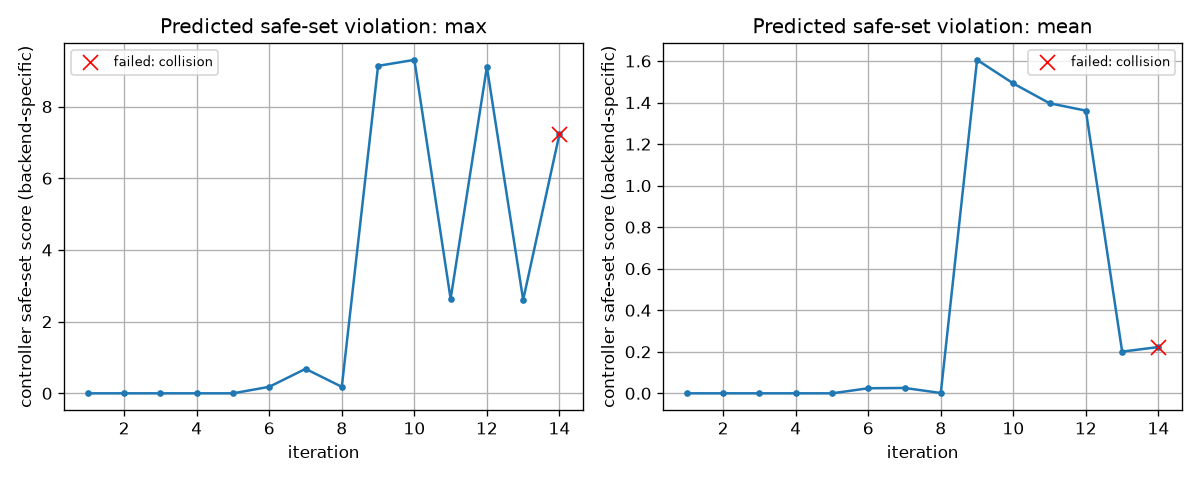 Predicted safe-set violation: max
controller safe-set score (backend-specific)
failed: collision
8
6
4
2
0
2 4 6 8 10 12 14
iteration
Predicted safe-set violation: mean
controller safe-set score (backend-specific)
failed: collision
1.6
1.4
1.2
1.0
0.8
0.6
0.4
0.2
0.0
2 4 6 8 10 12 14
iteration